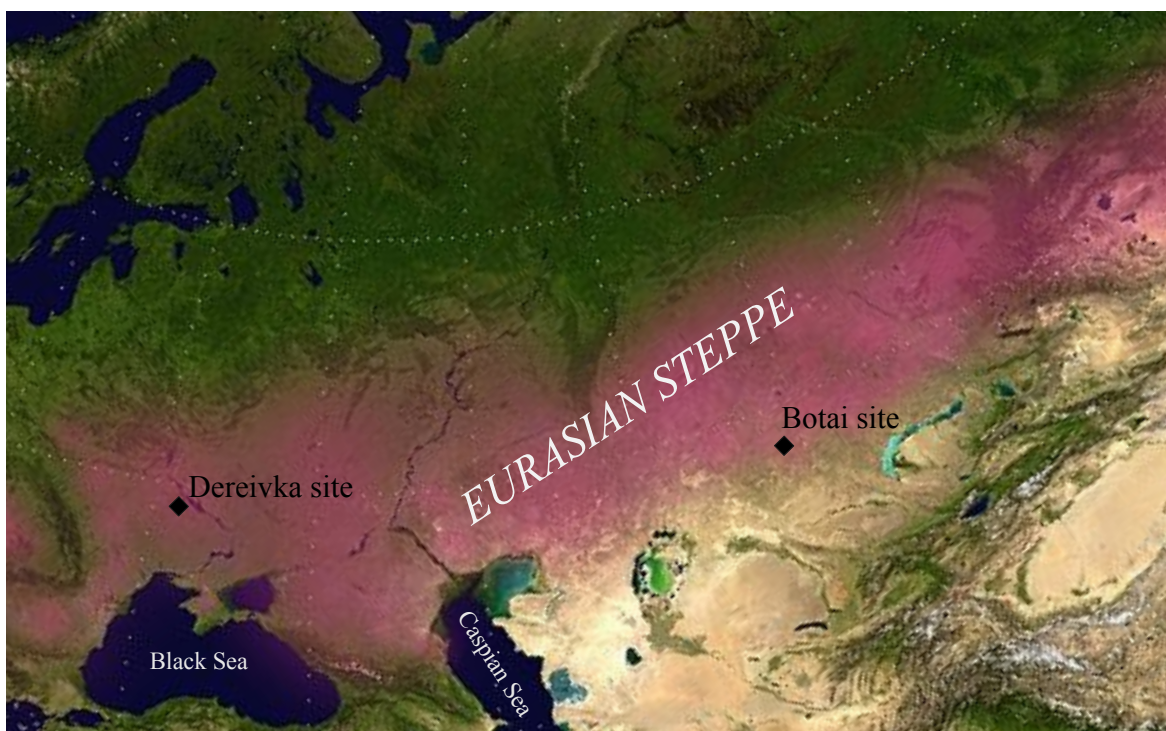 EURASIAN STEPPE
Botai site
Dereivka site
Black Sea
Caspian Sea